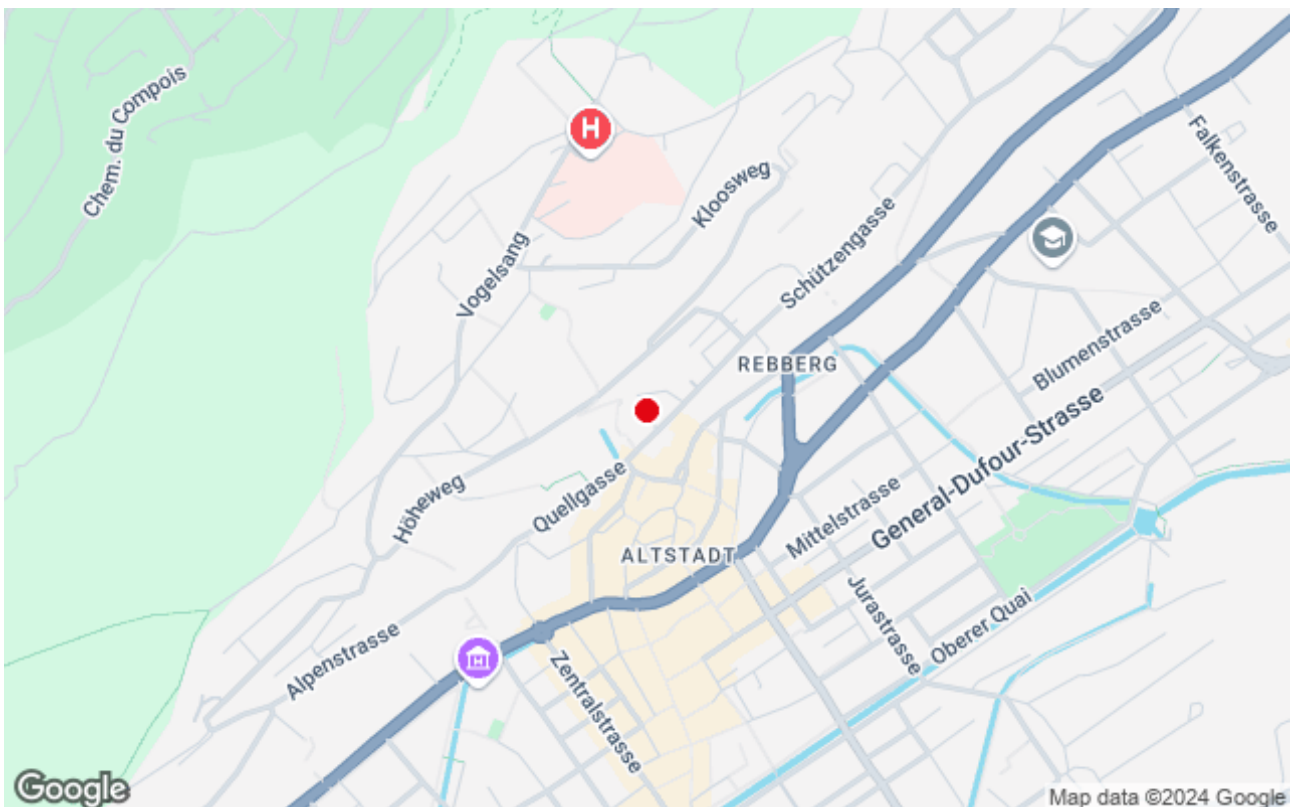 Chem. du Compois
H
Kloosweg
Falkenstrasse
Vogelsang
Schützengasse
REBBERG
Blumenstrasse
General-Dufour-Strasse
Höheweg
Quellgasse
Mittelstrasse
ALTSTADT
Jurastrasse
Oberer Quai
Alpenstrasse
Zentralstrasse
Google
Map data ©2024 Google